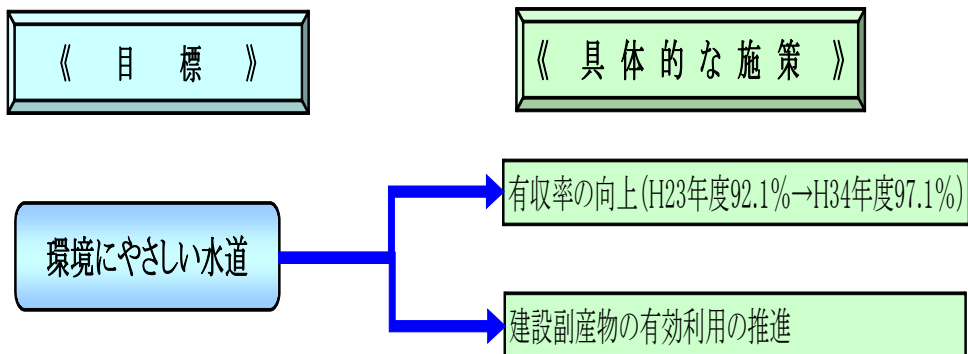 《 目 標 》
《 具 体 的 な 施 策 》
有収率の向上(H23年度92.1%→H34年度97.1%)
環境にやさしい水道
建設副産物の有効利用の推進